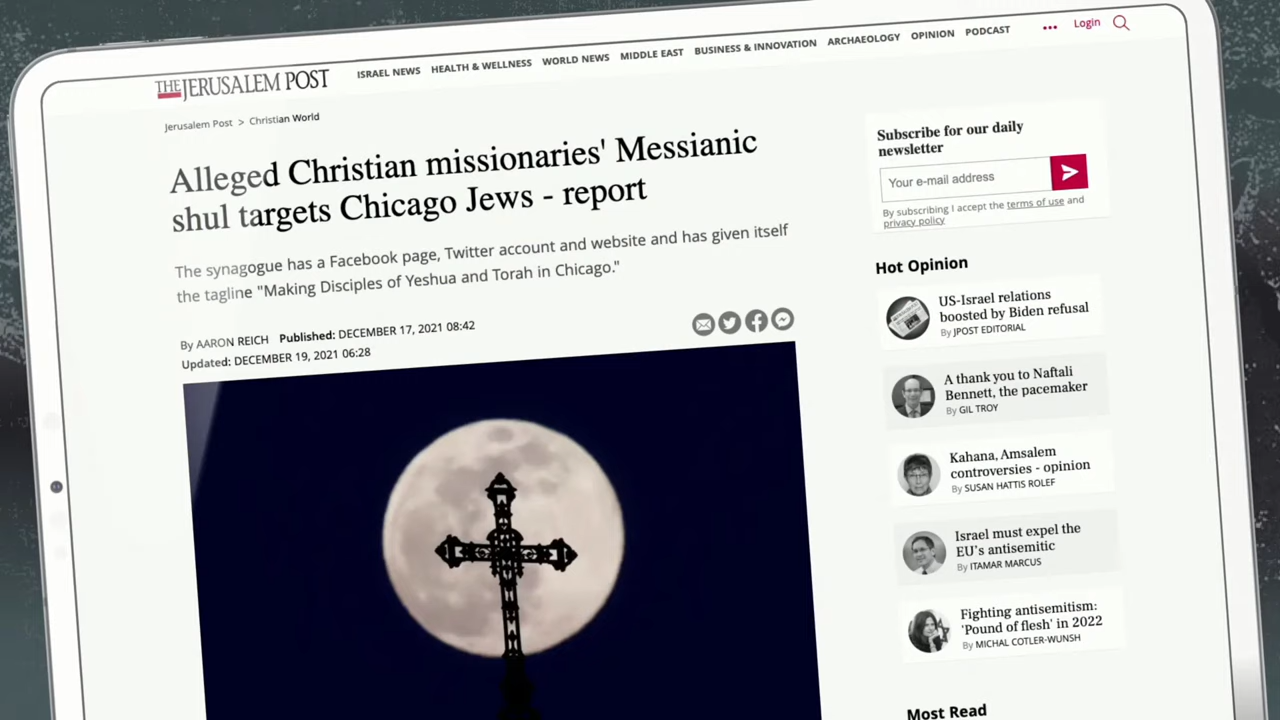 THE JERUSALEM POST
ISRAEL NEWS HEALTH & WELLNESS WORLD NEWS MIDDLE EAST BUSINESS & INNOVATION ARCHAEOLOGY OPINION PODCAST ••• Login
Jerusalem Post > Christian World
Alleged Christian missionaries' Messianic
shul targets Chicago Jews - report
The synagogue has a Facebook page, Twitter account and website and has given itself
the tagline "Making Disciples of Yeshua and Torah in Chicago."
By AARON REICH Published: DECEMBER 17, 2021 08:42
Updated: DECEMBER 19, 2021 06:28
Subscribe for our daily
newsletter
Your e-mail address
By subscribing I accept the terms of use and
privacy policy
Hot Opinion
US-Israel relations
boosted by Biden refusal
By JPOST EDITORIAL
A thank you to Naftali
Bennett, the pacemaker
By GIL TROY
Kahana, Amsalem
controversies - opinion
By SUSAN HATTIS ROLEF
Israel must expel the
EU's antisemitic
By ITAMAR MARCUS
Fighting antisemitism:
'Pound of flesh' in 2022
By MICHAL COTLER-WUNSH
Most Read